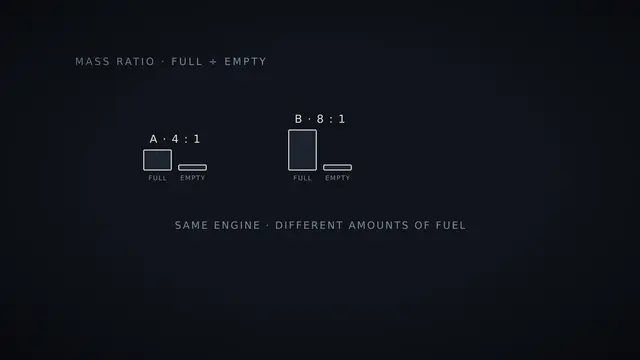 MASS RATIO · FULL ÷ EMPTY
B · 8 : 1
A · 4 : 1
FULL EMPTY FULL EMPTY
SAME ENGINE · DIFFERENT AMOUNTS OF FUEL